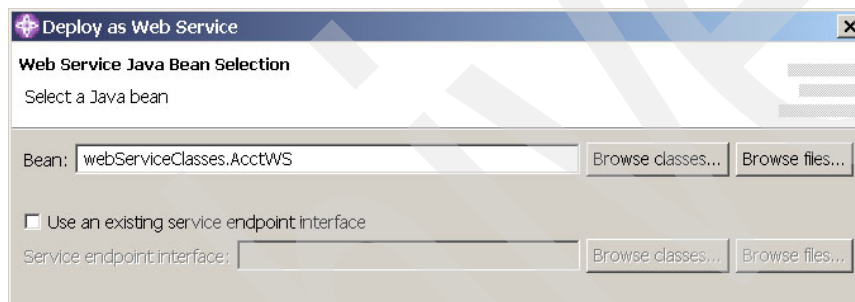 Deploy as Web Service
Web Service Java Bean Selection
Select a Java bean
Bean: webServiceClasses.AcctWS Browse classes... Browse files...
Use an existing service endpoint interface
Service endpoint interface: Browse classes... Browse files...